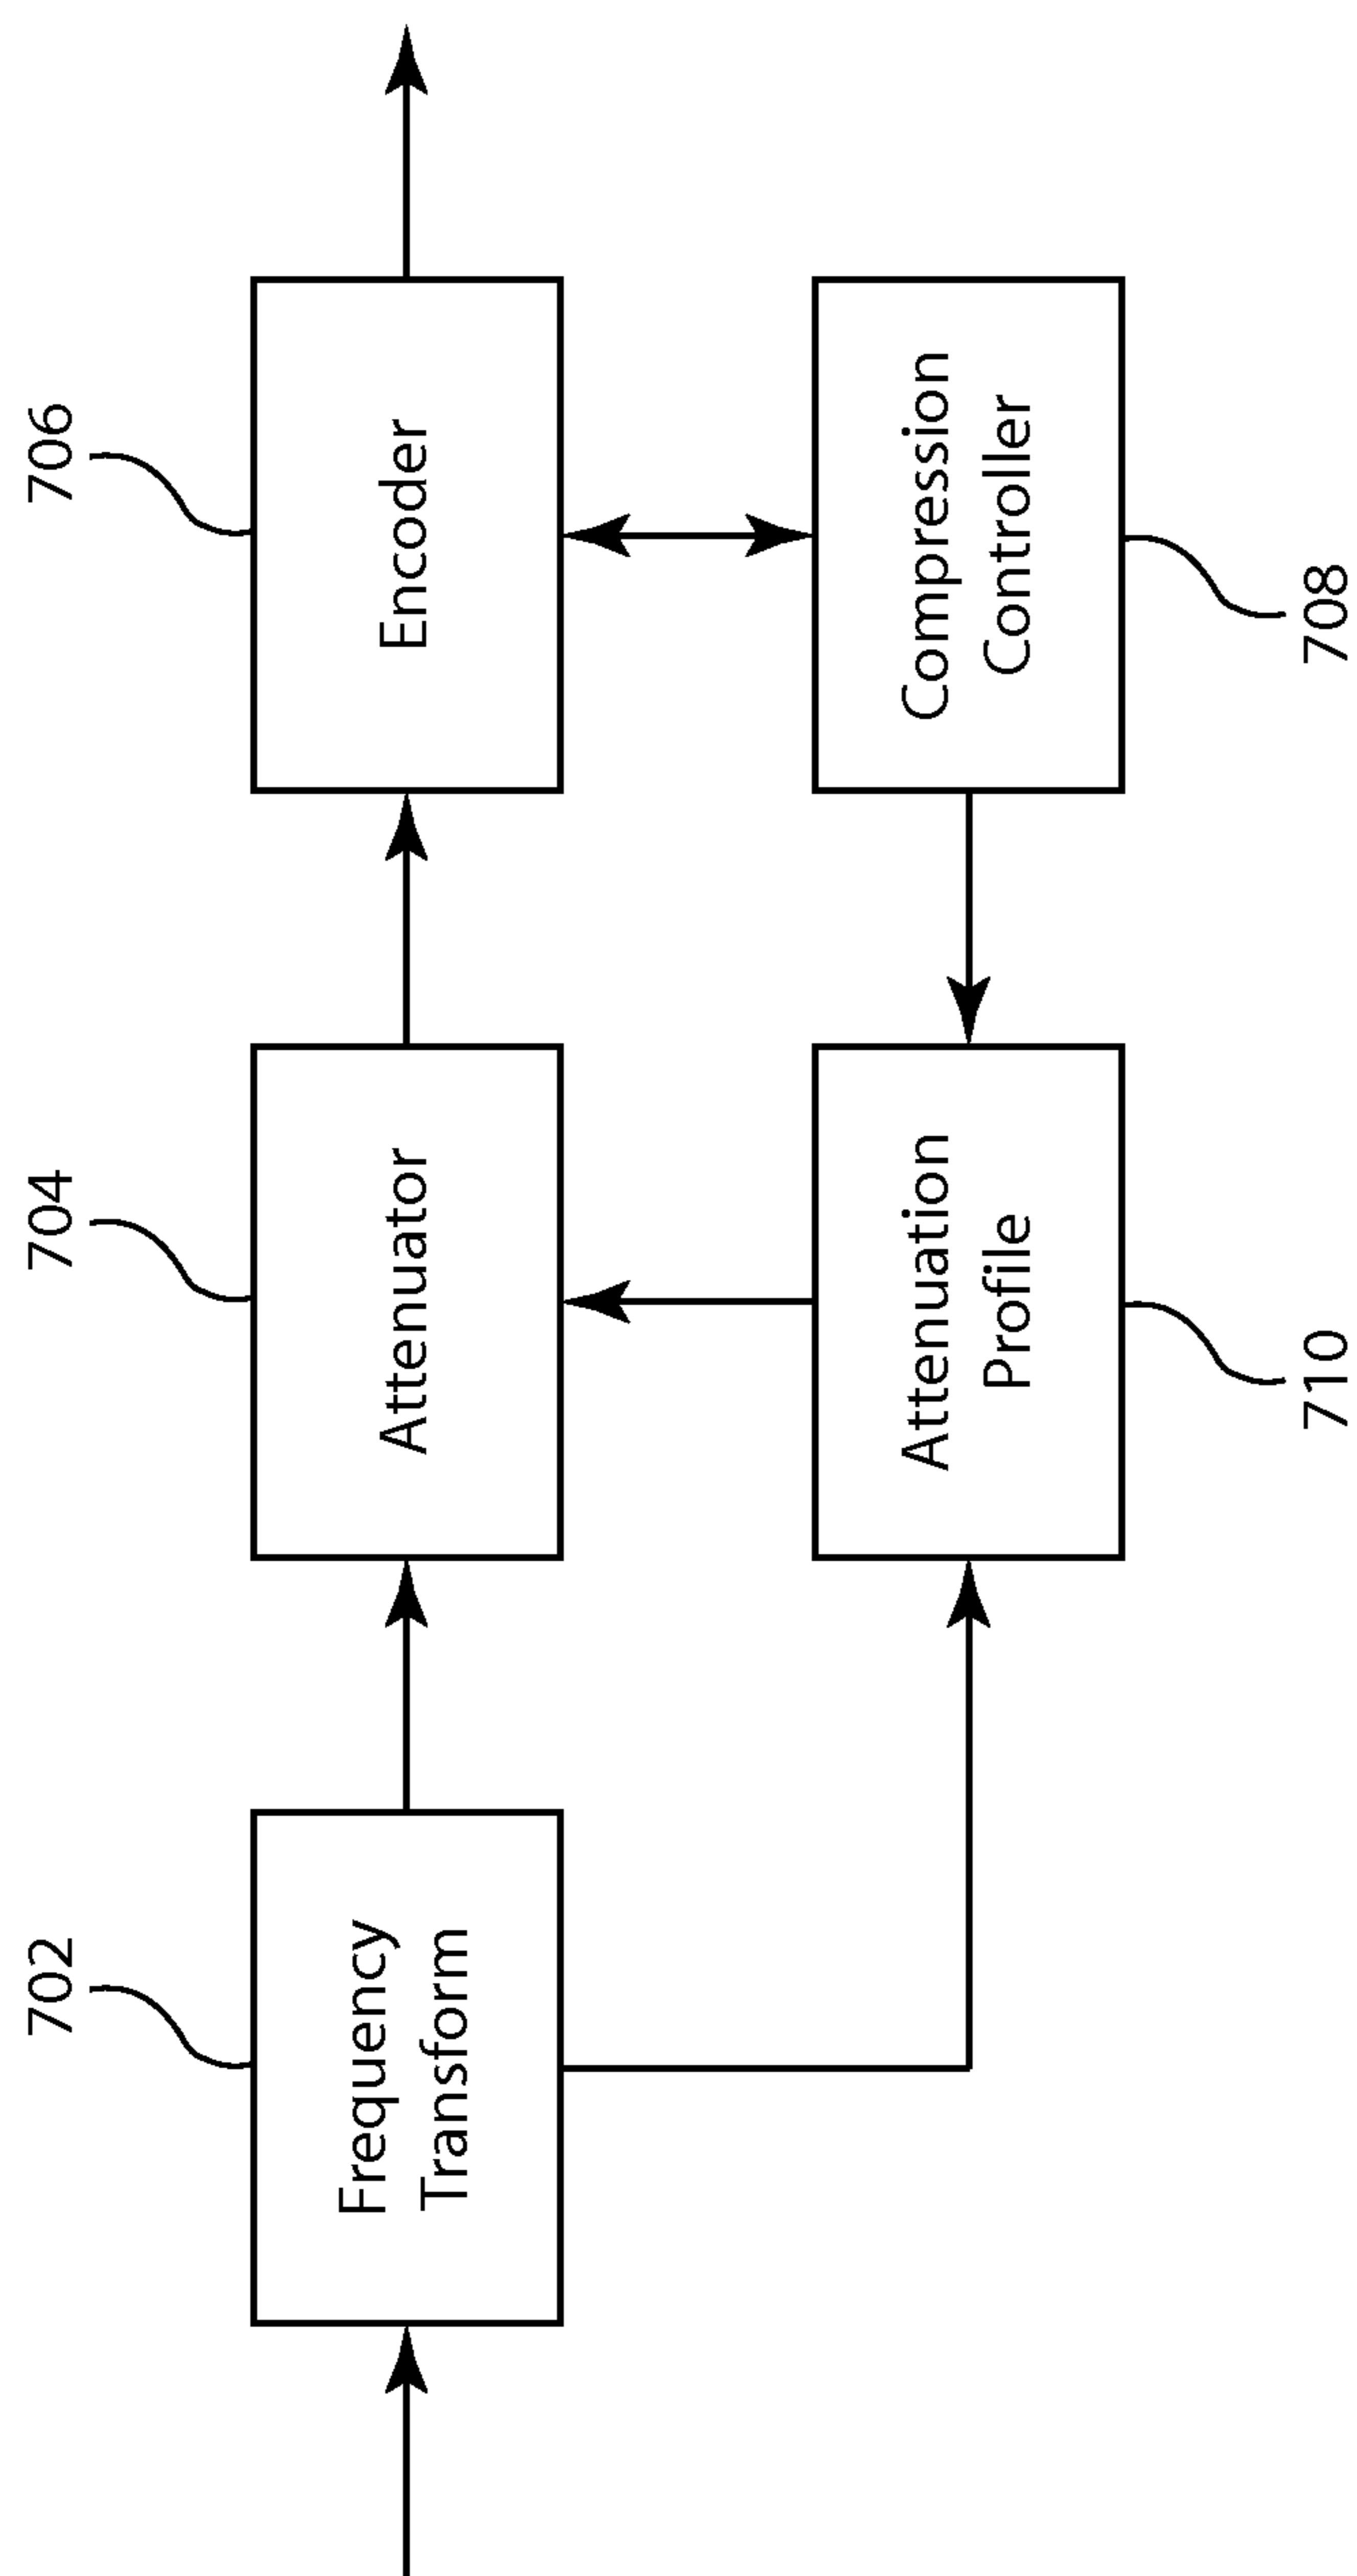 702
704
706
Frequency
Transform
Attenuator
Encoder
Attenuation
Profile
Compression
Controller
710
708